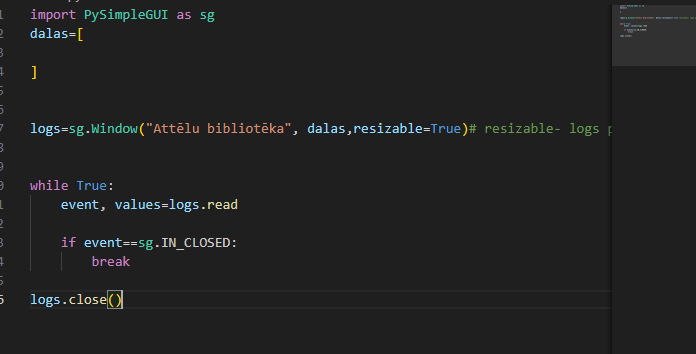 import PySimpleGUI as sg
dalas=[
]
logs=sg.Window("Attēlu bibliotēka", dalas,resizable=True)# resizable- logs p
while True:
event, values=logs.read
if event==sg.IN_CLOSED:
break
logs.close()